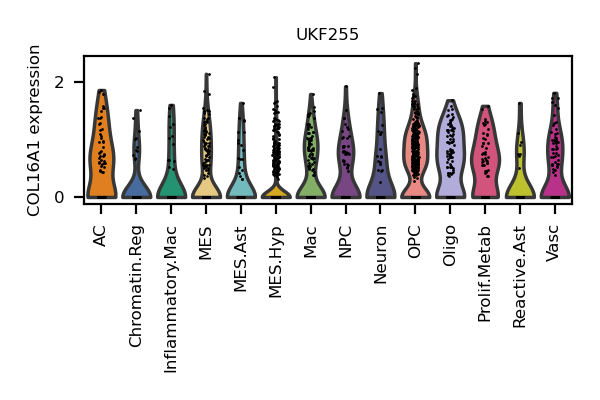 UKF255
COL16A1 expression
2
0
AC
Chromatin.Reg
Inflammatory.Mac
MES
MES.Ast
MES.Hyp
Mac
NPC
Neuron
OPC
Oligo
Prolif.Metab
Reactive.Ast
Vasc